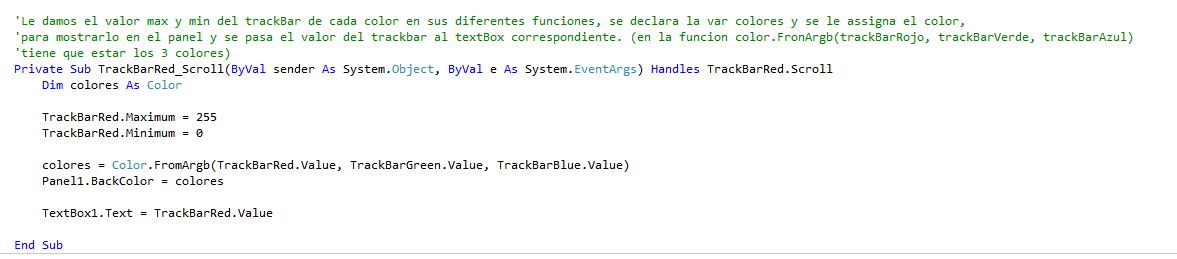 'Le damos el valor max y min del trackBar de cada color en sus diferentes funciones, se declara la var colores y se le assigna el color,
'para mostrarlo en el panel y se pasa el valor del trackbar al textBox correspondiente. (en la funcion color.FronArgb(trackBarRojo, trackBarVerde, trackBarAzul)
'tiene que estar los 3 colores)
Private Sub TrackBarRed_Scroll(ByVal sender As System.Object, ByVal e As System.EventArgs) Handles TrackBarRed.Scroll
    Dim colores As Color

    TrackBarRed.Maximum = 255
    TrackBarRed.Minimum = 0

    colores = Color.FromArgb(TrackBarRed.Value, TrackBarGreen.Value, TrackBarBlue.Value)
    Panel1.BackColor = colores

    TextBox1.Text = TrackBarRed.Value

End Sub